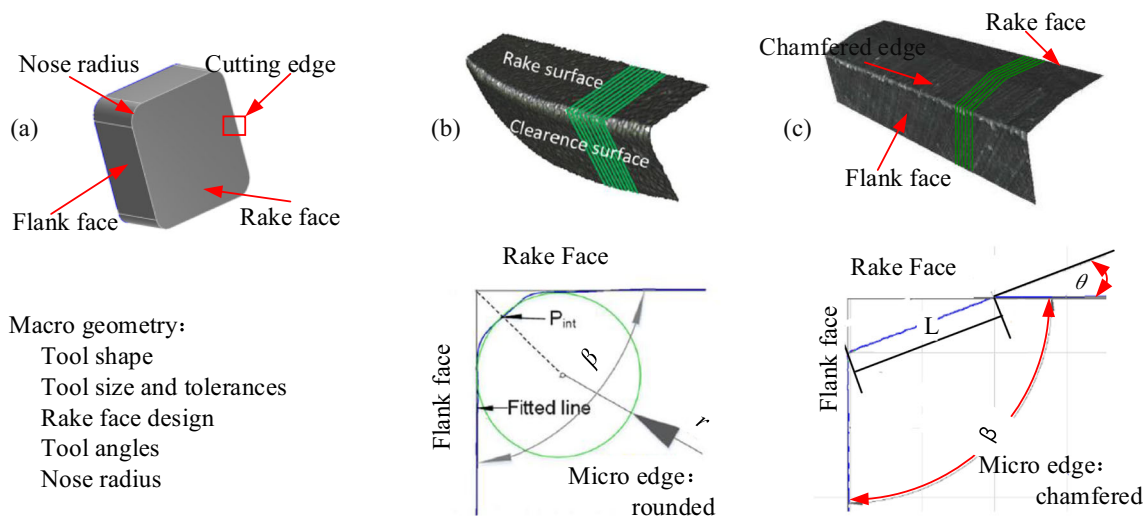 (a)
Nose radius
Cutting edge
Flank face
Rake face
Macro geometry:
Tool shape
Tool size and tolerances
Rake face design
Tool angles
Nose radius
(b)
Rake surface
Clearence surface
Rake Face
Flank face
P_int
β
Fitted line
r
Micro edge:
rounded
(c)
Rake face
Chamfered edge
Flank face
Rake Face
θ
L
Flank face
β
Micro edge:
chamfered